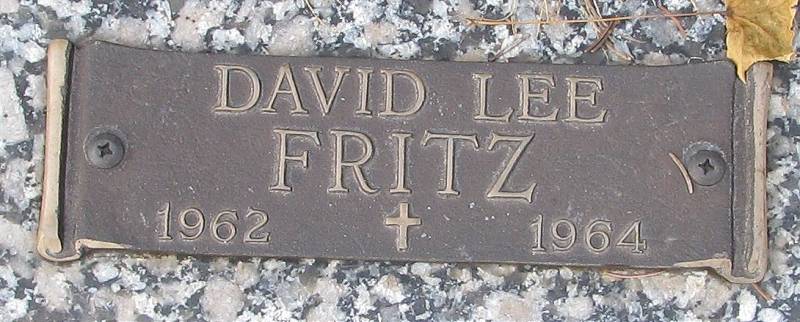 DAVID LEE
FRITZ
1962 ✝ 1964